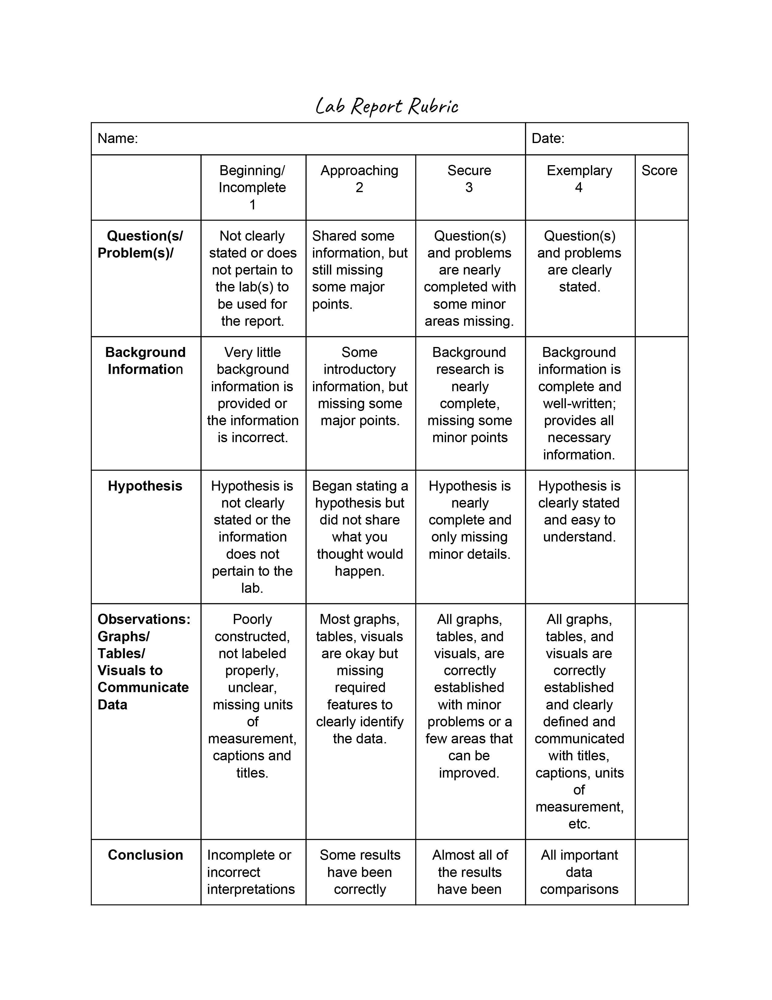 Lab Report Rubric
Name:
Date:
Beginning/
Incomplete
1
Approaching
2
Secure
3
Exemplary
4
Score
Question(s/
Problem(s)/
Not clearly
stated or does
not pertain to
the lab(s) to
be used for
the report.
Shared some
information, but
still missing
some major
points.
Question(s)
and problems
are nearly
completed with
some minor
areas missing.
Question(s)
and problems
are clearly
stated.
Background
Information
Very little
background
information is
provided or
the information
is incorrect.
Some
introductory
information, but
missing some
major points.
Background
research is
nearly
complete,
missing some
minor points
Background
information is
complete and
well-written;
provides all
necessary
information.
Hypothesis
Hypothesis is
not clearly
stated or the
information
does not
pertain to the
lab.
Began stating a
hypothesis but
did not share
what you
thought would
happen.
Hypothesis is
nearly
complete and
only missing
minor details.
Hypothesis is
clearly stated
and easy to
understand.
Observations:
Graphs/
Tables/
Visuals to
Communicate
Data
Poorly
constructed,
not labeled
properly,
unclear,
missing units
of
measurement,
captions and
titles.
Most graphs,
tables, visuals
are okay but
missing
required
features to
clearly identify
the data.
All graphs,
tables, and
visuals, are
correctly
established
with minor
problems or a
few areas that
can be
improved.
All graphs,
tables, and
visuals are
correctly
established
and clearly
defined and
communicated
with titles,
captions, units
of
measurement,
etc.
Conclusion
Incomplete or
incorrect
interpretations
Some results
have been
correctly
Almost all of
the results
have been
All important
data
comparisons